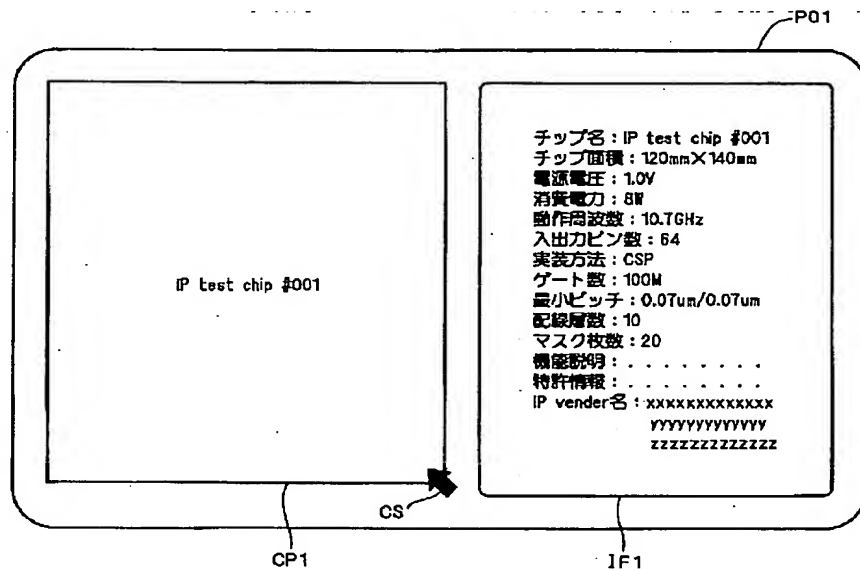 P01
IP test chip #001
チップ名:IP test chip #001
チップ面積:120mm×140mm
電源電圧:1.0V
消費電力:8W
動作周波数:10.7GHz
入出力ピン数:64
実装方法:CSP
ゲート数:100M
最小ピッチ:0.07um/0.07um
配線層数:10
マスク枚数:20
機能説明:. . . . . . . .
特許情報:. . . . . . . .
IP vender名:xxxxxxxxxxxxx
yyyyyyyyyyyyy
zzzzzzzzzzzzz
CS
CP1
IF1